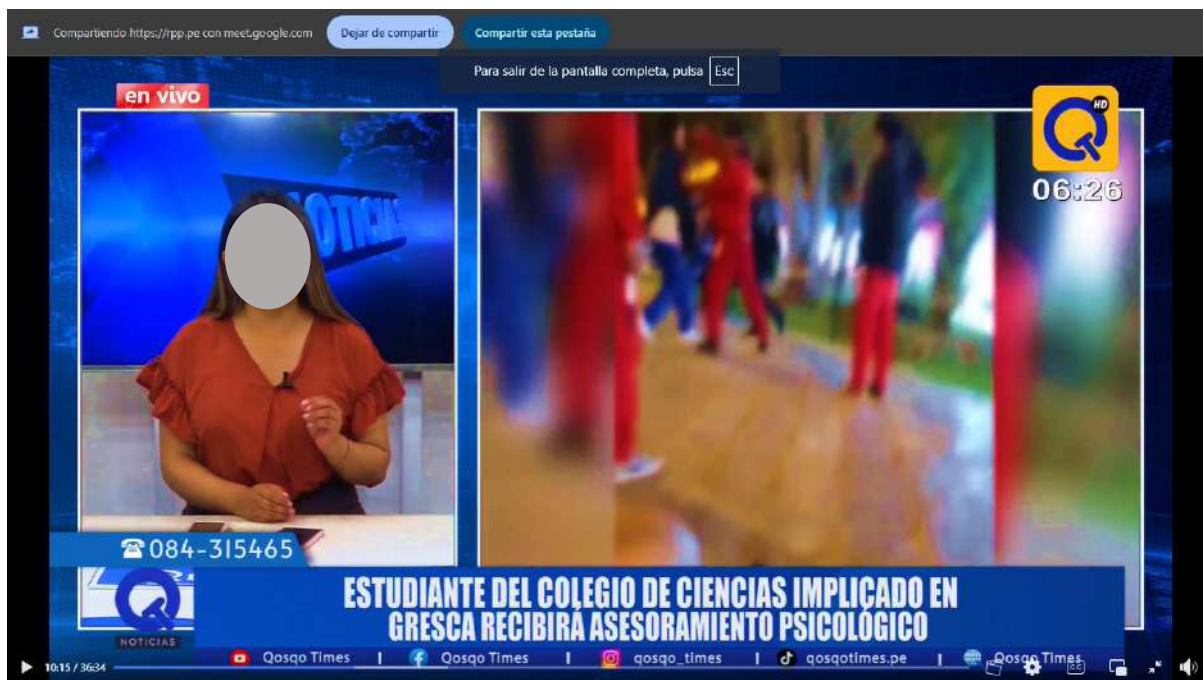 Compartiendo https://rpp.pe con meet.google.com
Dejar de compartir
Compartir esta pestaña
Para salir de la pantalla completa, pulsa Esc
en vivo
HD
06:26
NOTICIAS
084-315465
ESTUDIANTE DEL COLEGIO DE CIENCIAS IMPLICADO EN
GRESCA RECIBIRÁ ASESORAMIENTO PSICOLÓGICO
NOTICIAS
Qosqo Times | Qosqo Times | qosqo_times | qosqotimes.pe | Qosqo Times
10:15 / 36:34